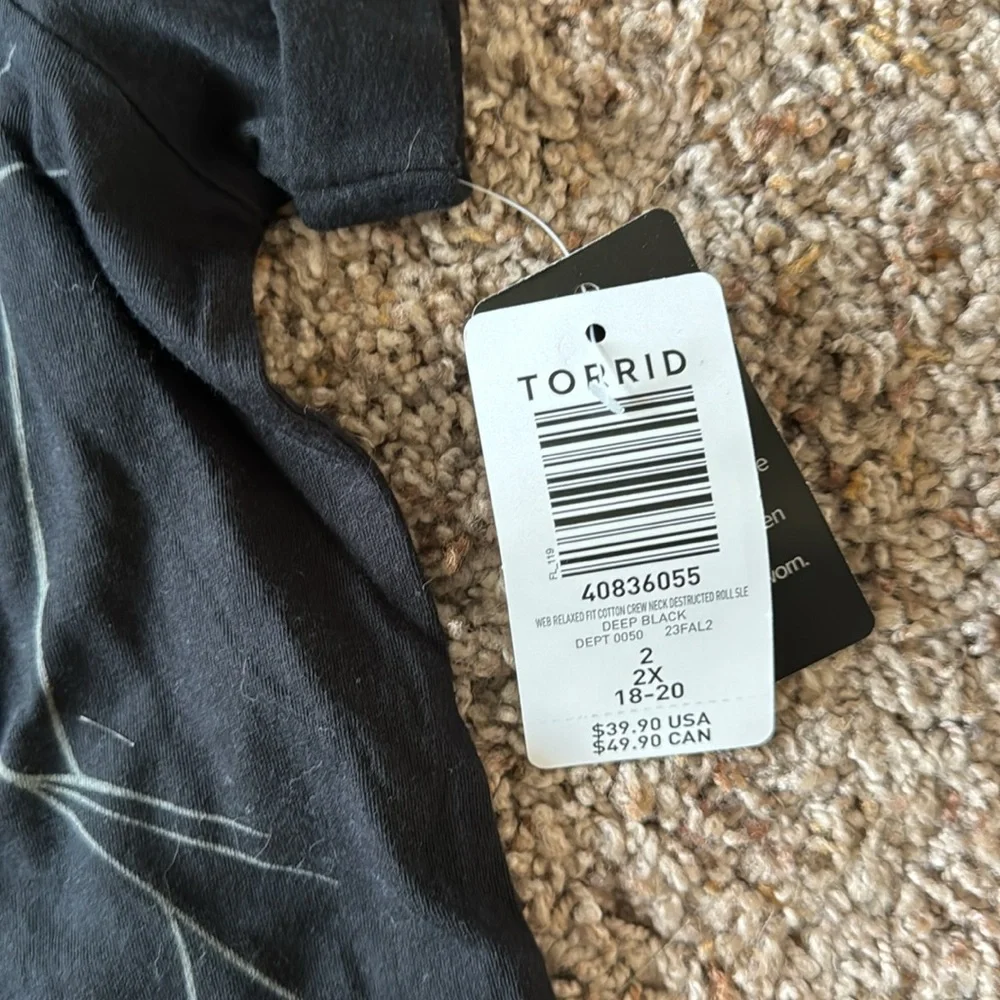 TORRID
FL_119
40836055
WEB RELAXED FIT COTTON CREW NECK DESTRUCTED ROLL SLE
DEEP BLACK
DEPT 0050 23FAL2
2
2X
18-20
$39.90 USA
$49.90 CAN